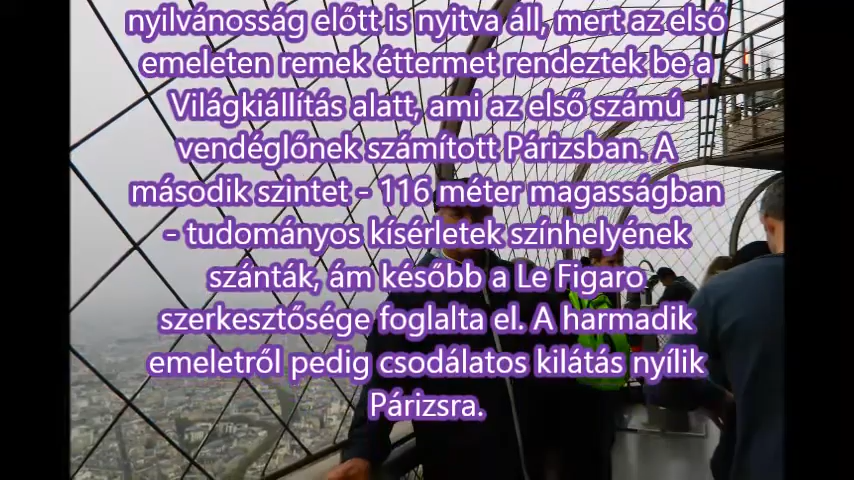 nyilvánosság előtt is nyitva áll, mert az első
emeleten remek éttermet rendeztek be a
Világkiállítás alatt, ami az első számú
vendéglőnek számított Párizsban. A
második szintet - 116 méter magasságban
- tudományos kísérletek színhelyének
szánták, ám később a Le Figaro
szerkesztősége foglalta el. A harmadik
emeletről pedig csodálatos kilátás nyílik
Párizsra.